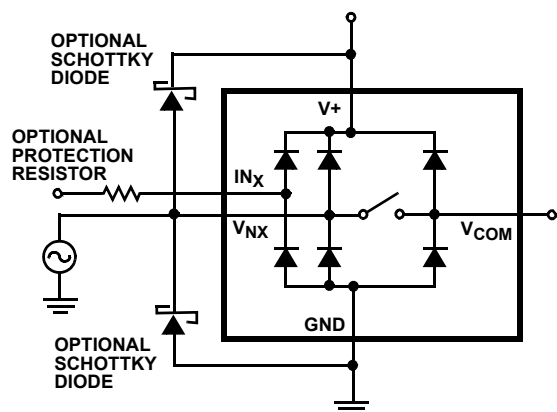 OPTIONAL
SCHOTTKY
DIODE
OPTIONAL
PROTECTION
RESISTOR
V+
INX
VNX
VCOM
GND
OPTIONAL
SCHOTTKY
DIODE